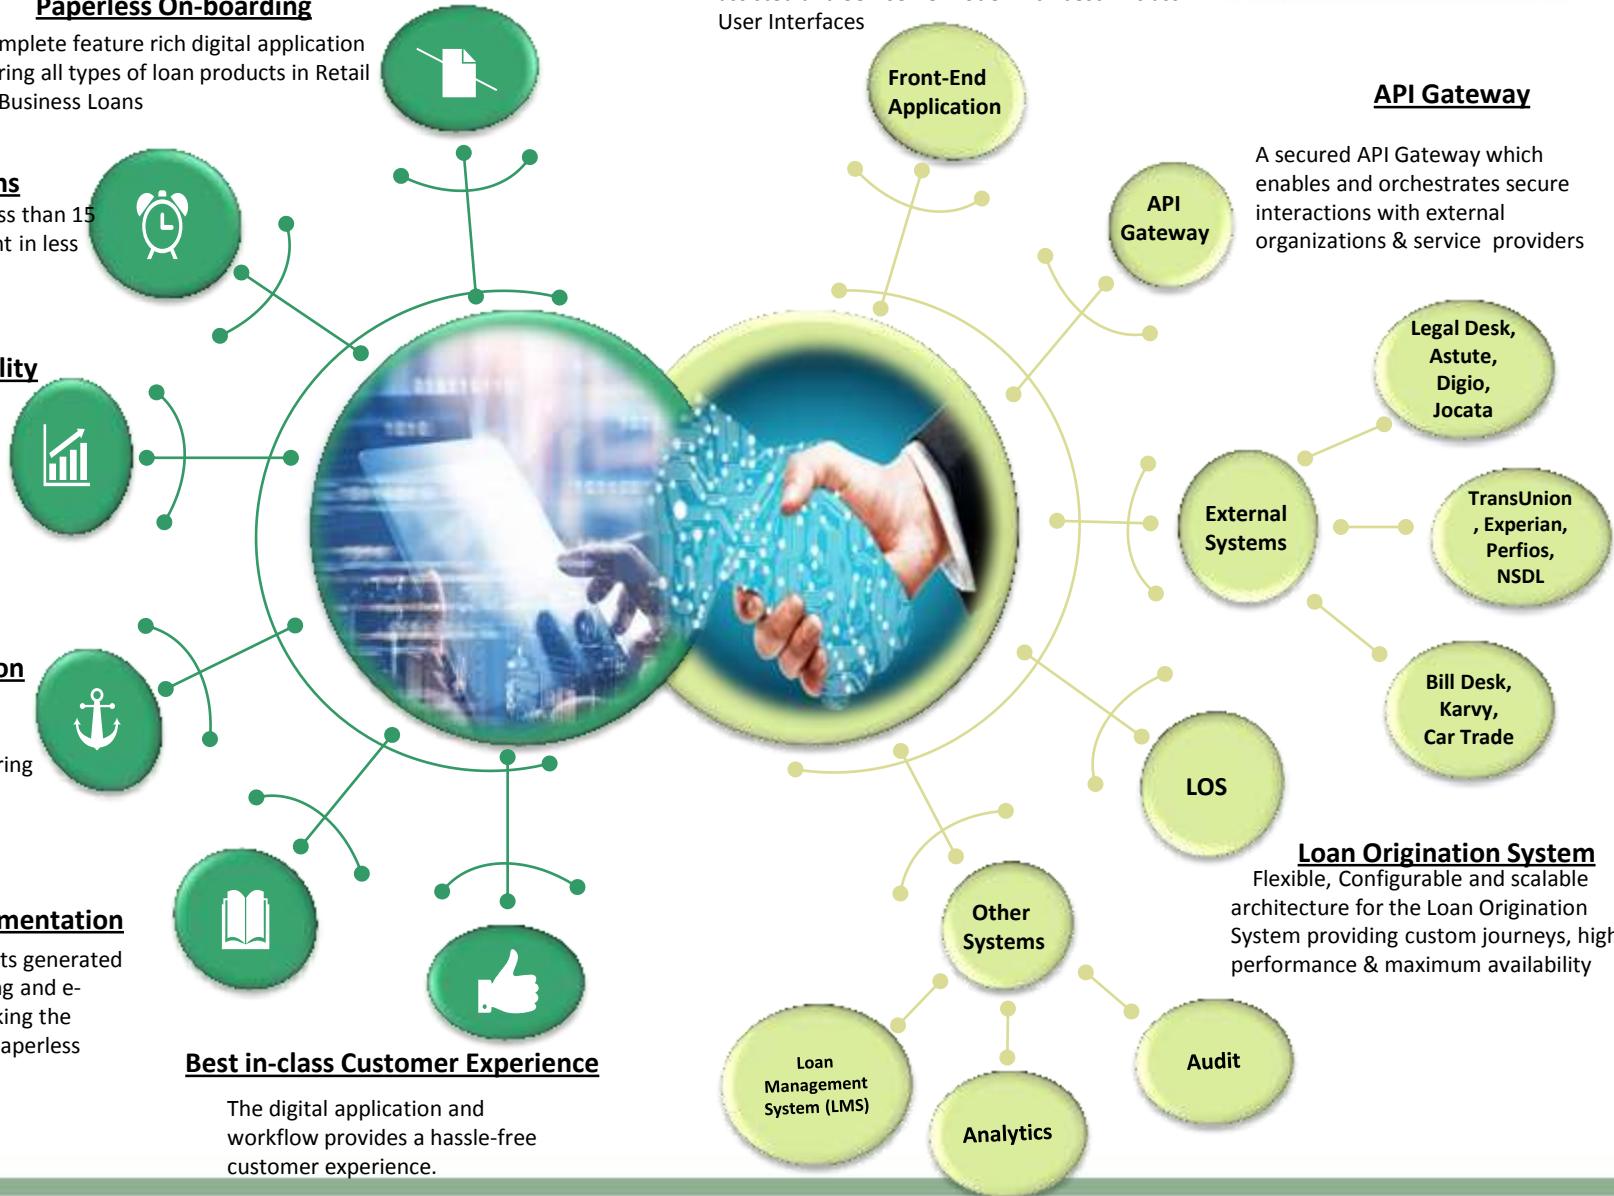 Paperless On-boarding
mplete feature rich digital application
ring all types of loan products in Retail
Business Loans
ns
ss than 15
nt in less
lity
on
ring
mentation
ts generated
ng and e-
king the
aperless
Best in-class Customer Experience
The digital application and
workflow provides a hassle-free
customer experience.
User Interfaces
Front-End
Application
API
Gateway
API Gateway
A secured API Gateway which
enables and orchestrates secure
interactions with external
organizations & service providers
External
Systems
Legal Desk,
Astute,
Digio,
Jocata
TransUnion
, Experian,
Perfios,
NSDL
Bill Desk,
Karvy,
Car Trade
LOS
Loan Origination System
Flexible, Configurable and scalable
architecture for the Loan Origination
System providing custom journeys, high
performance & maximum availability
Other
Systems
Loan
Management
System (LMS)
Analytics
Audit